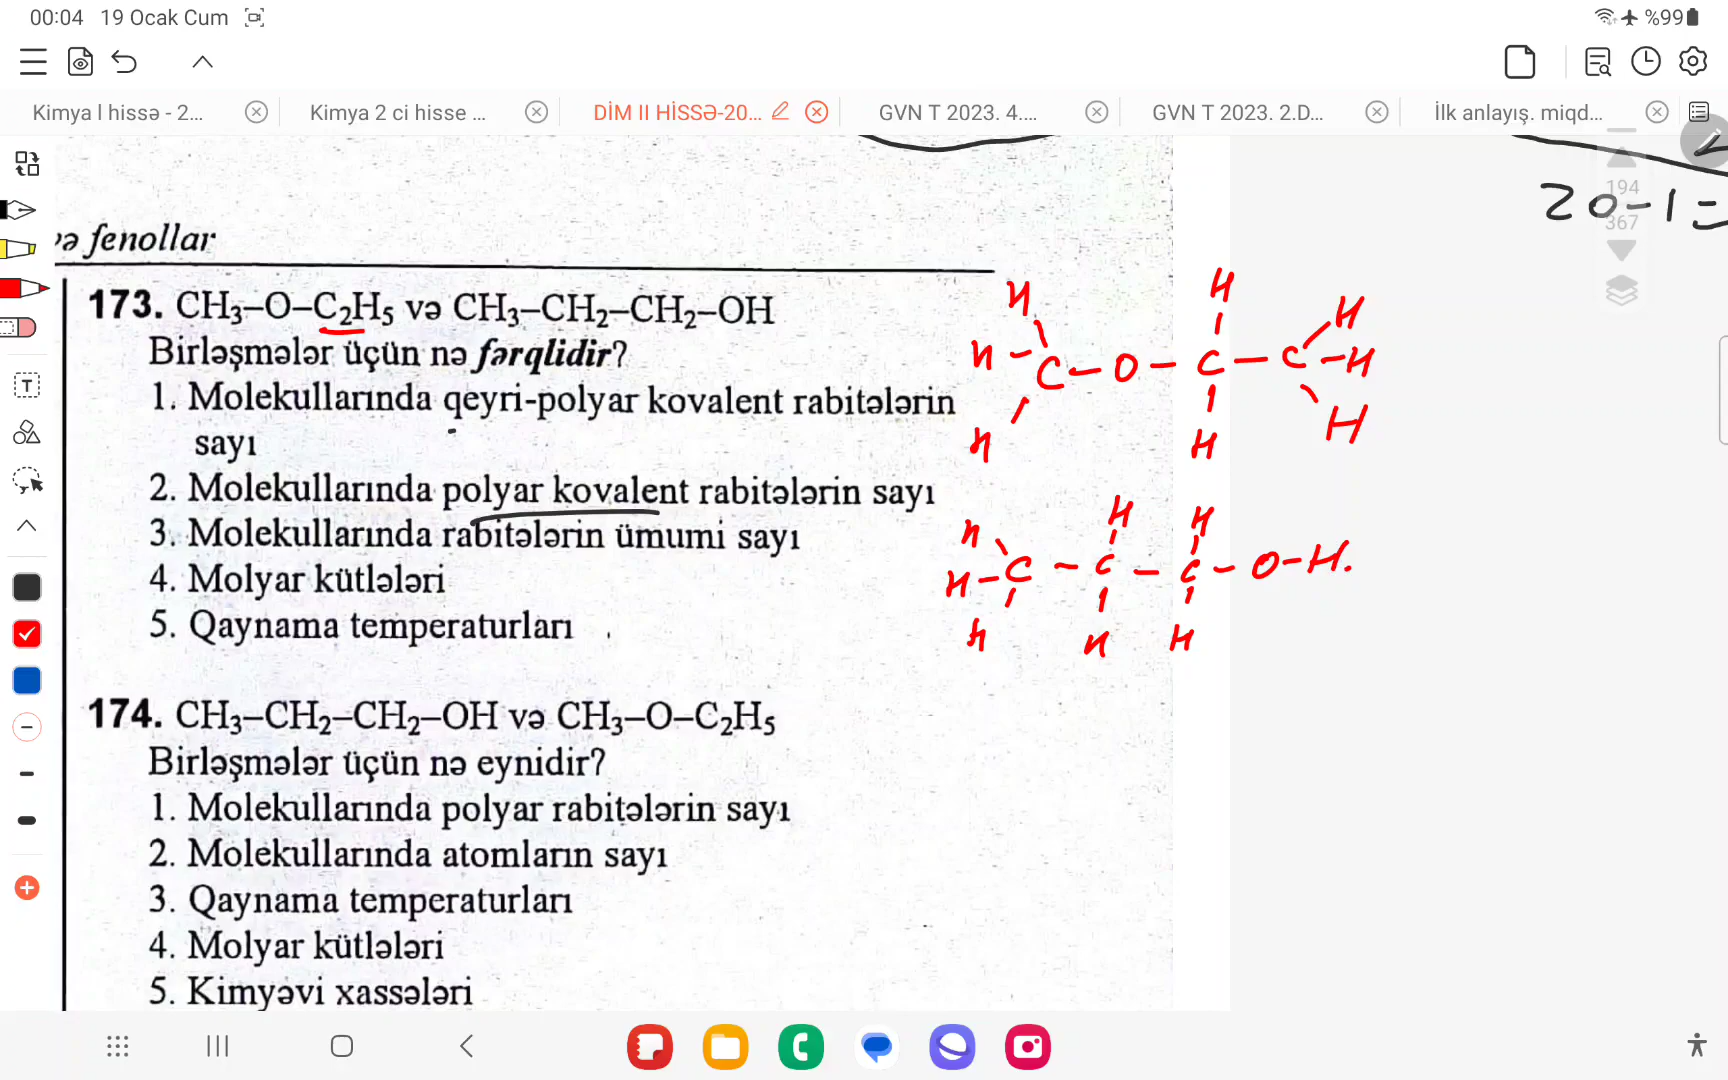 00:04 19 Ocak Cum %99
Kimya I hissə - 2... Kimya 2 ci hisse ... DİM II HİSSƏ-20... GVN T 2023. 4.... GVN T 2023. 2.D... İlk anlayış. miqd...
194
367
20-1=
və fenollar
173. CH₃–O–C₂H₅ və CH₃–CH₂–CH₂–OH
Birləşmələr üçün nə fərqlidir?
1. Molekullarında qeyri-polyar kovalent rabitələrin
sayı
2. Molekullarında polyar kovalent rabitələrin sayı
3. Molekullarında rabitələrin ümumi sayı
4. Molyar kütlələri
5. Qaynama temperaturları
H H H
H – C – O – C – C – H
H H H
H H H
H – C – C – C – O – H.
H H H
174. CH₃–CH₂–CH₂–OH və CH₃–O–C₂H₅
Birləşmələr üçün nə eynidir?
1. Molekullarında polyar rabitələrin sayı
2. Molekullarında atomların sayı
3. Qaynama temperaturları
4. Molyar kütlələri
5. Kimyəvi xassələri
T